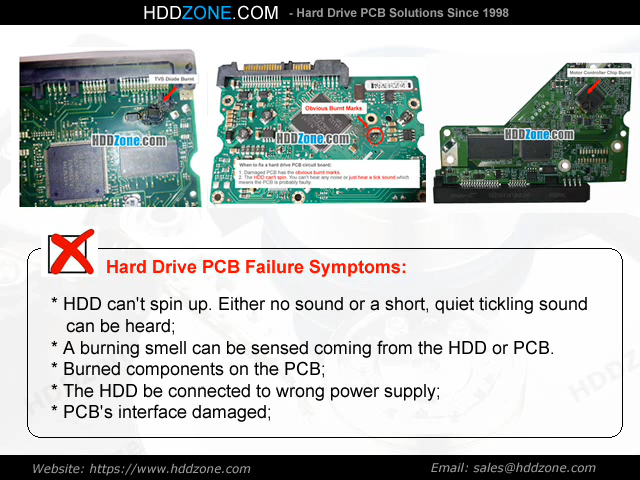 HDDZONE.COM - Hard Drive PCB Solutions Since 1998
TVS Diode Burnt
HDDZone.com
Obvious Burnt Marks
HDDZone.com
When to fix a hard drive PCB circuit board:
1. Damaged PCB has the obvious burnt marks.
2. The HDD can't spin. You can't hear any noise or just hear a tick sound which
means the PCB is probably faulty.
Motor Controller Chip Burnt
HDDZone.com
Hard Drive PCB Failure Symptoms:
* HDD can't spin up. Either no sound or a short, quiet tickling sound
can be heard;
* A burning smell can be sensed coming from the HDD or PCB.
* Burned components on the PCB;
* The HDD be connected to wrong power supply;
* PCB's interface damaged;
Website: https://www.hddzone.com
Email: sales@hddzone.com